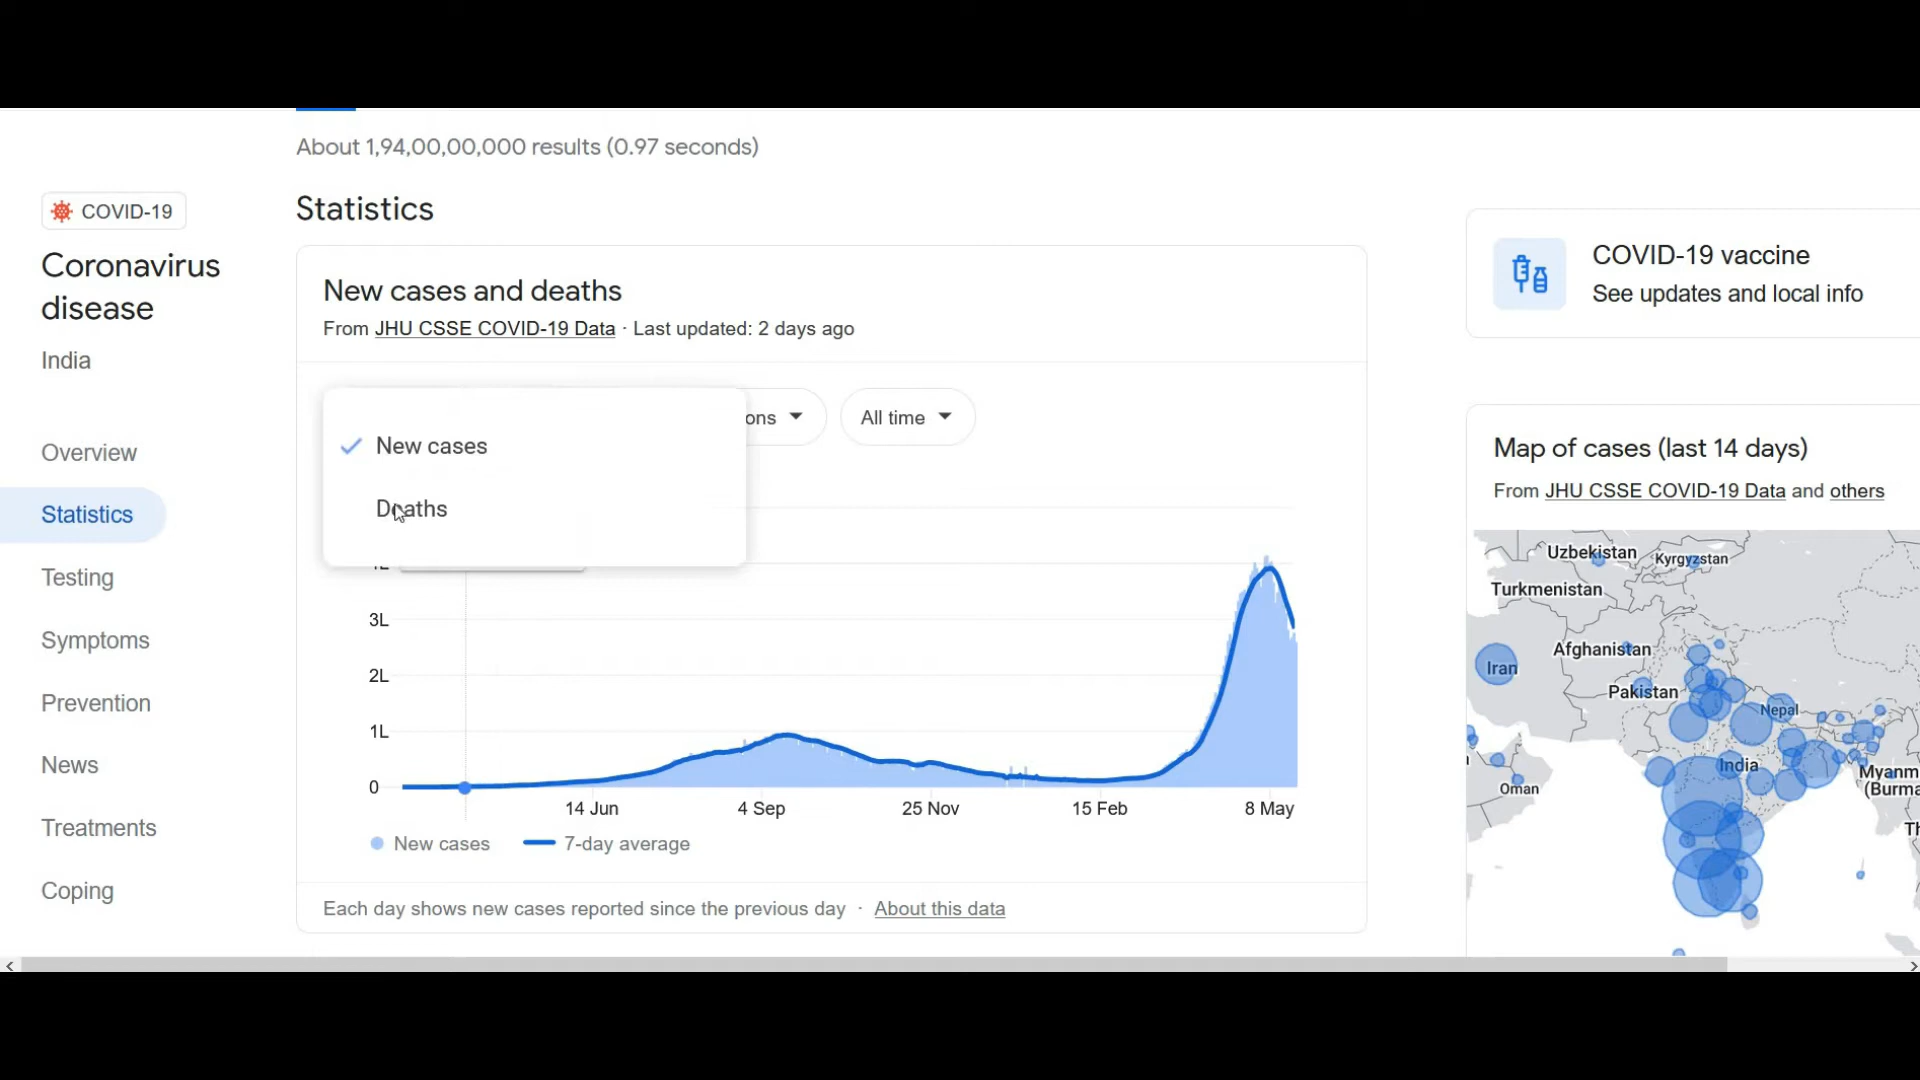 About 1,94,00,00,000 results (0.97 seconds)
COVID-19
Coronavirus
disease
India
Overview
Statistics
Testing
Symptoms
Prevention
News
Treatments
Coping
Statistics
New cases and deaths
From JHU CSSE COVID-19 Data · Last updated: 2 days ago
New cases
Deaths
ons
All time
3L
2L
1L
0
14 Jun
4 Sep
25 Nov
15 Feb
8 May
New cases
7-day average
Each day shows new cases reported since the previous day · About this data
COVID-19 vaccine
See updates and local info
Map of cases (last 14 days)
From JHU CSSE COVID-19 Data and others
Uzbekistan
Kyrgyzstan
Turkmenistan
Afghanistan
Iran
Pakistan
Nepal
India
Oman
Myanm
(Burma
Th